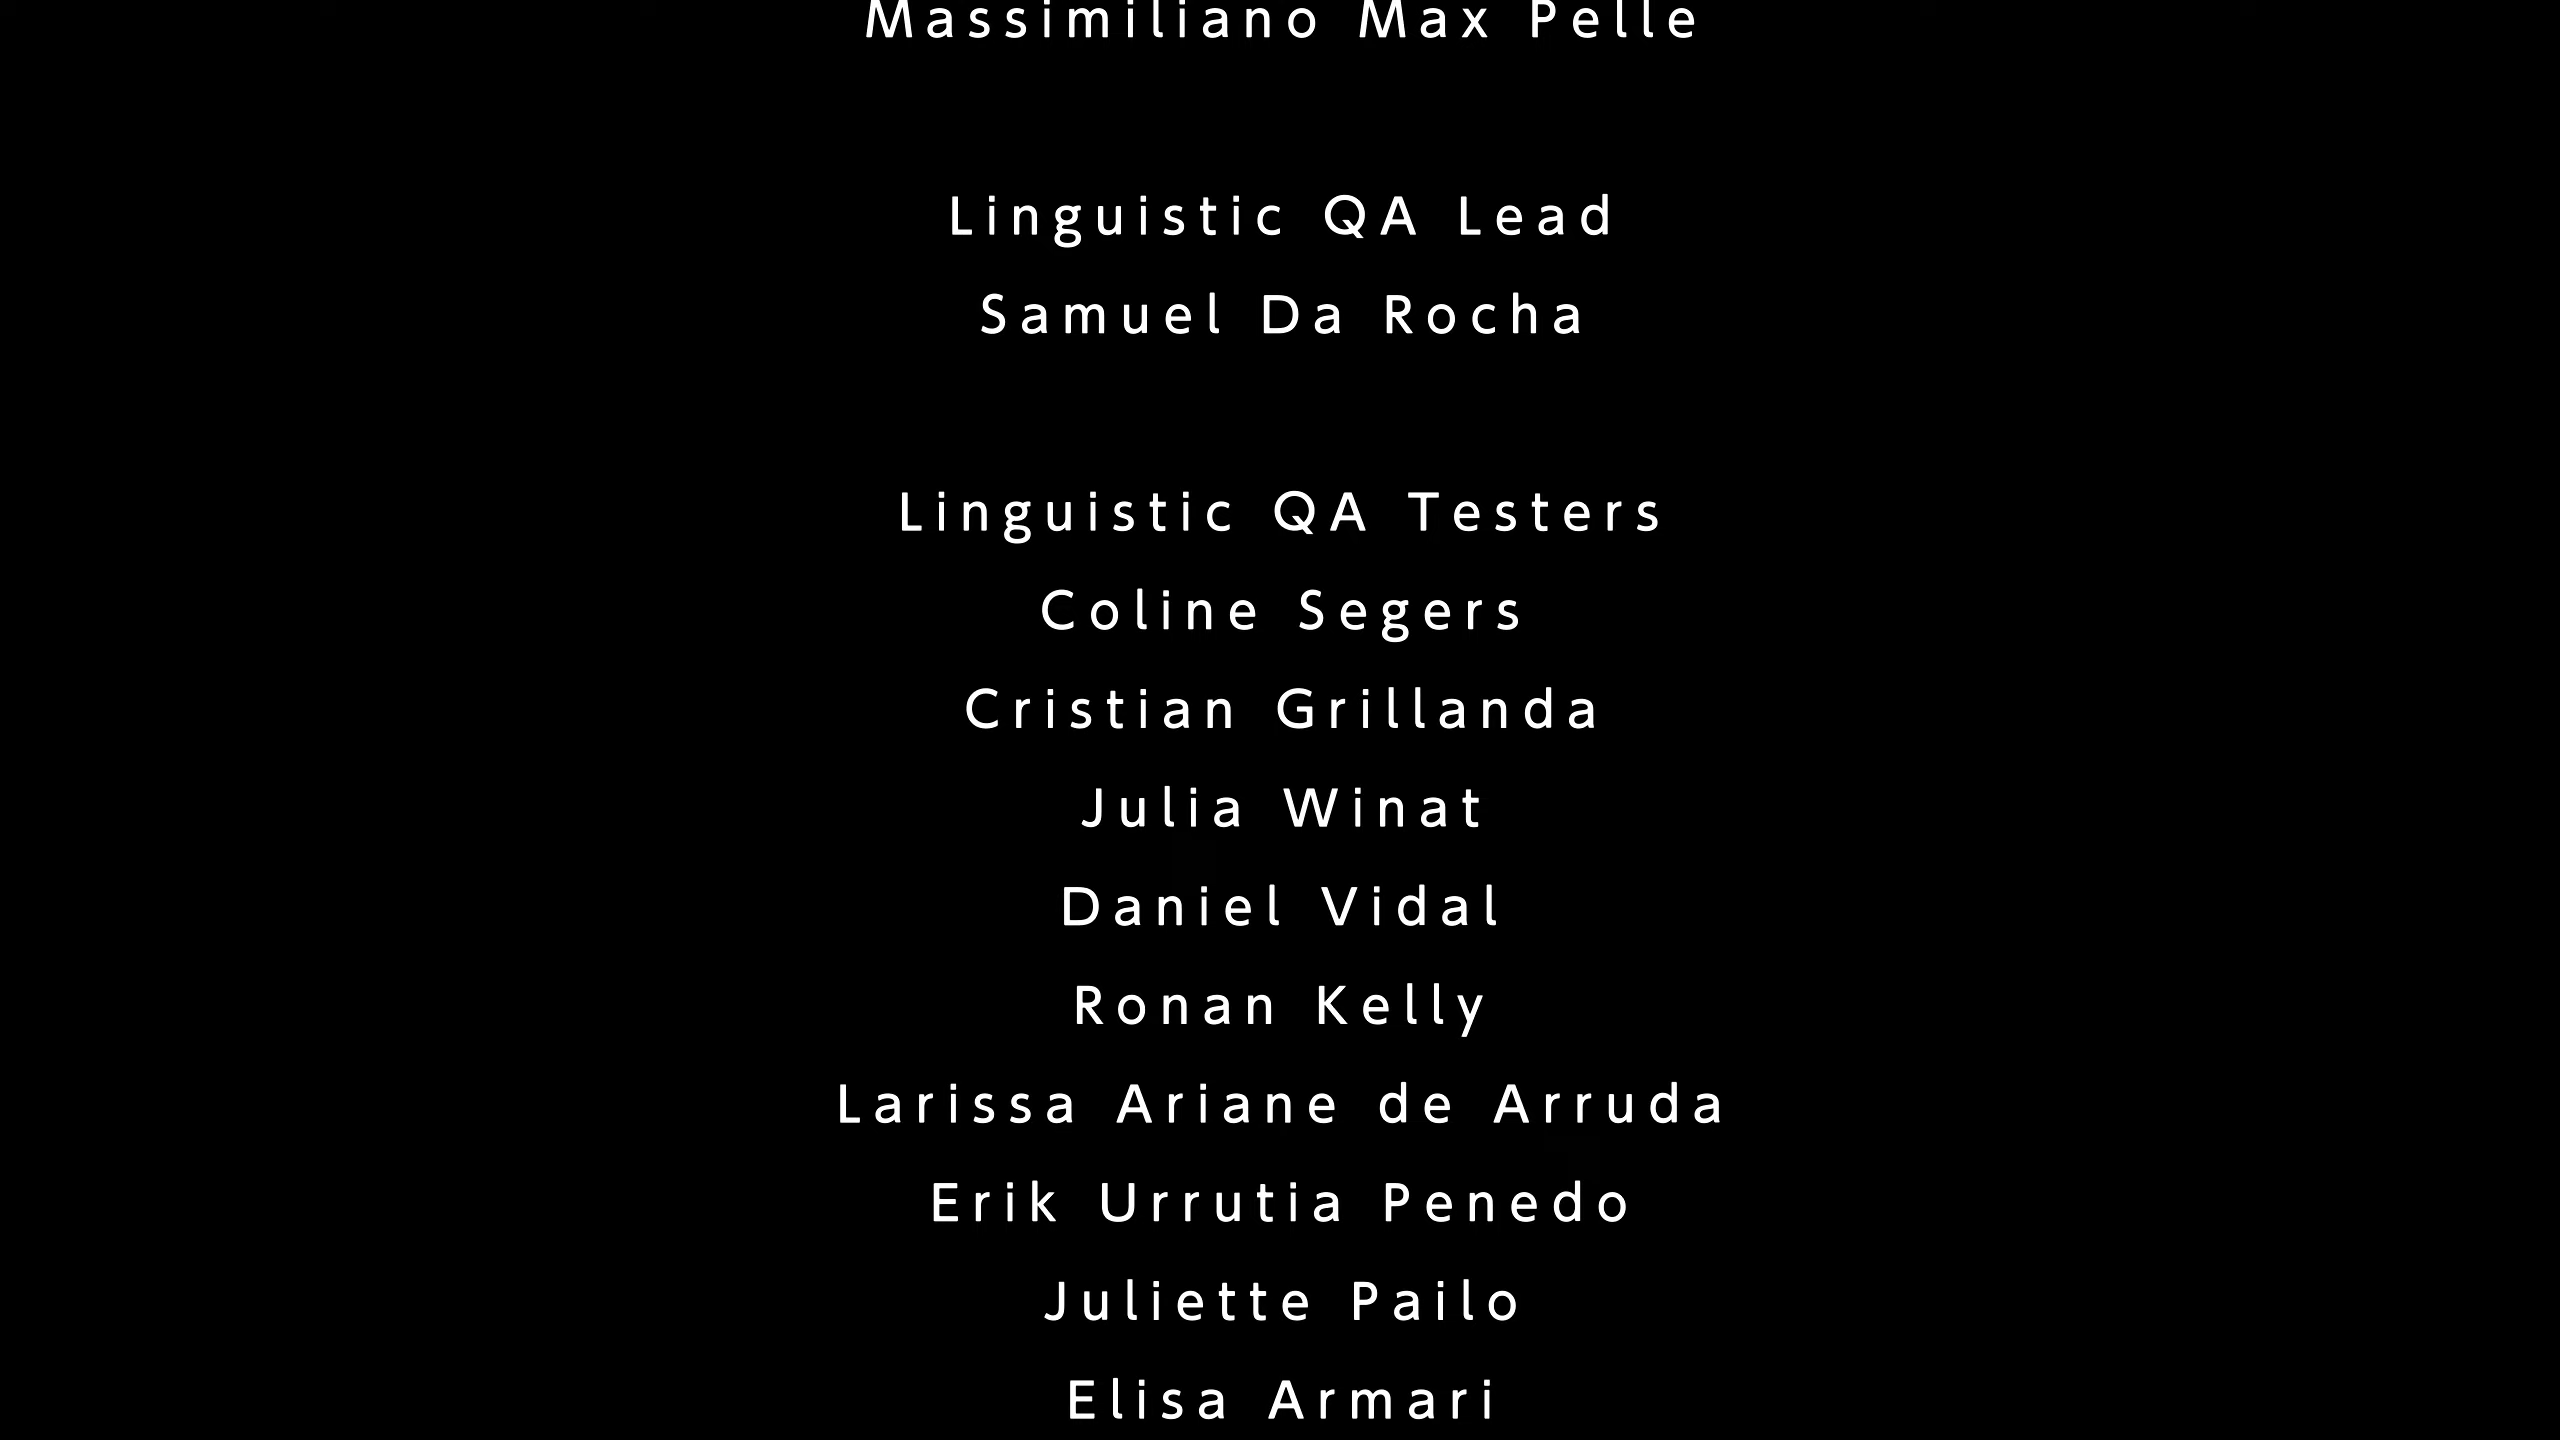 Massimiliano Max Pelle
Linguistic QA Lead
Samuel Da Rocha
Linguistic QA Testers
Coline Segers
Cristian Grillanda
Julia Winat
Daniel Vidal
Ronan Kelly
Larissa Ariane de Arruda
Erik Urrutia Penedo
Juliette Pailo
Elisa Armari